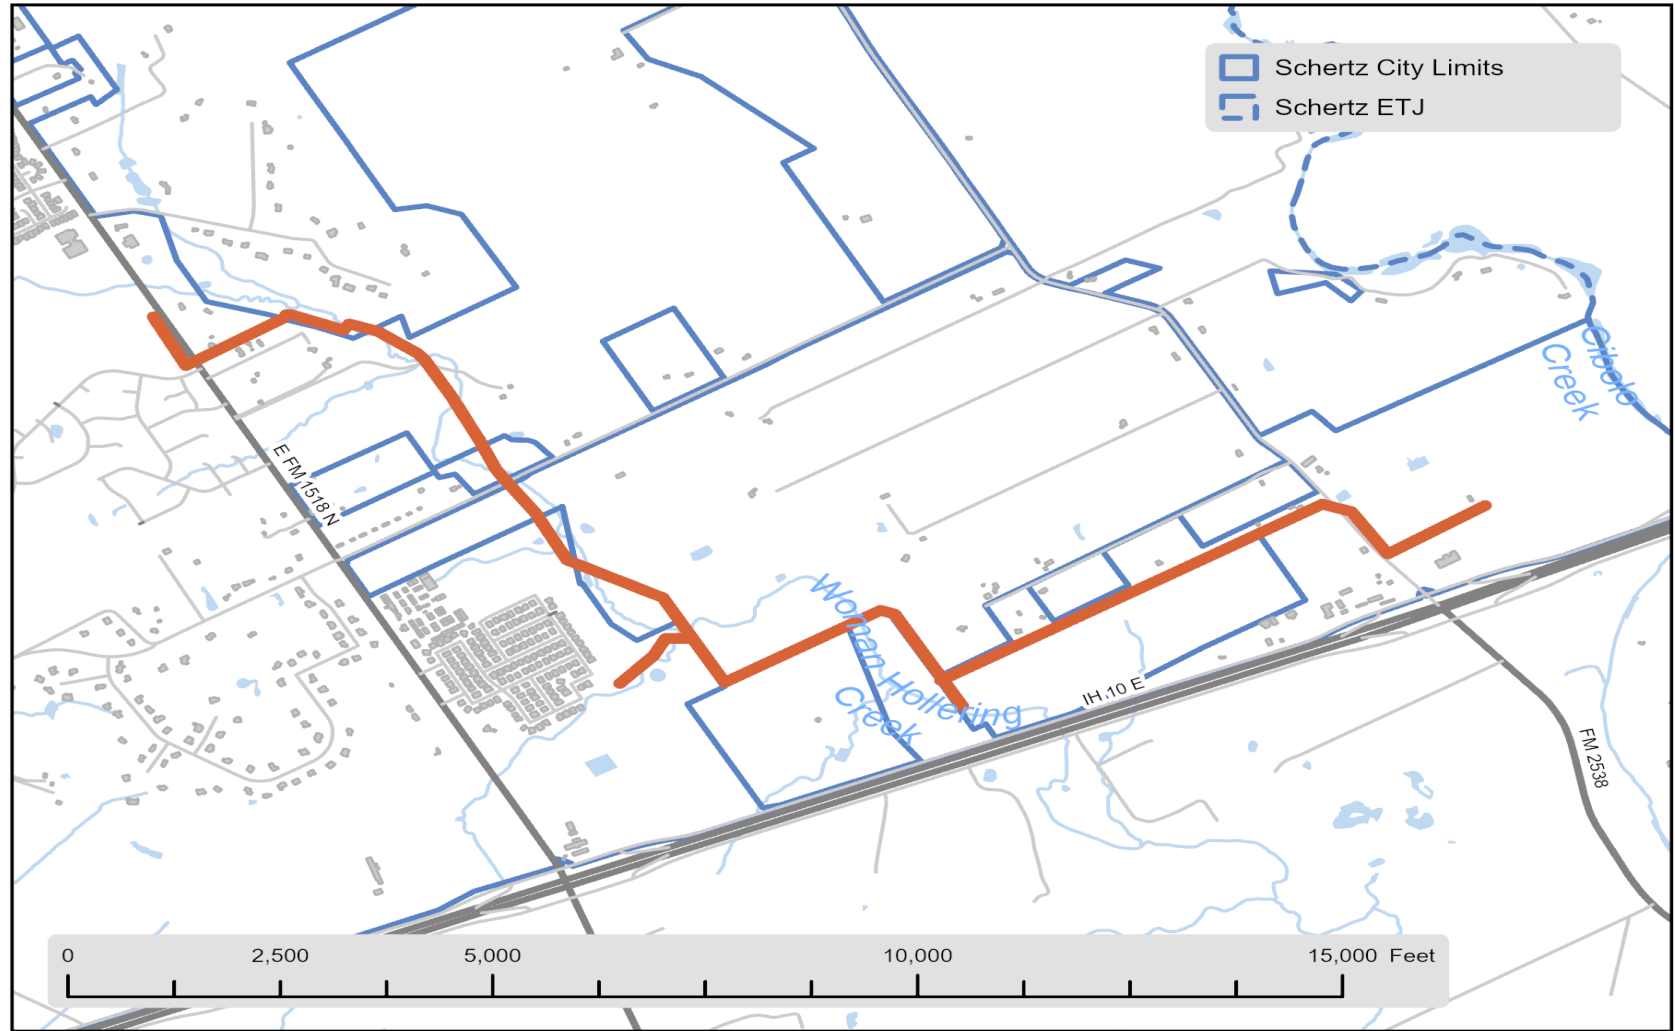 Schertz City Limits
Schertz ETJ
Cibolo
Creek
E FM 1518 N
Woman Hollering
Creek
IH 10 E
FM 2538
0 2,500 5,000 10,000 15,000 Feet